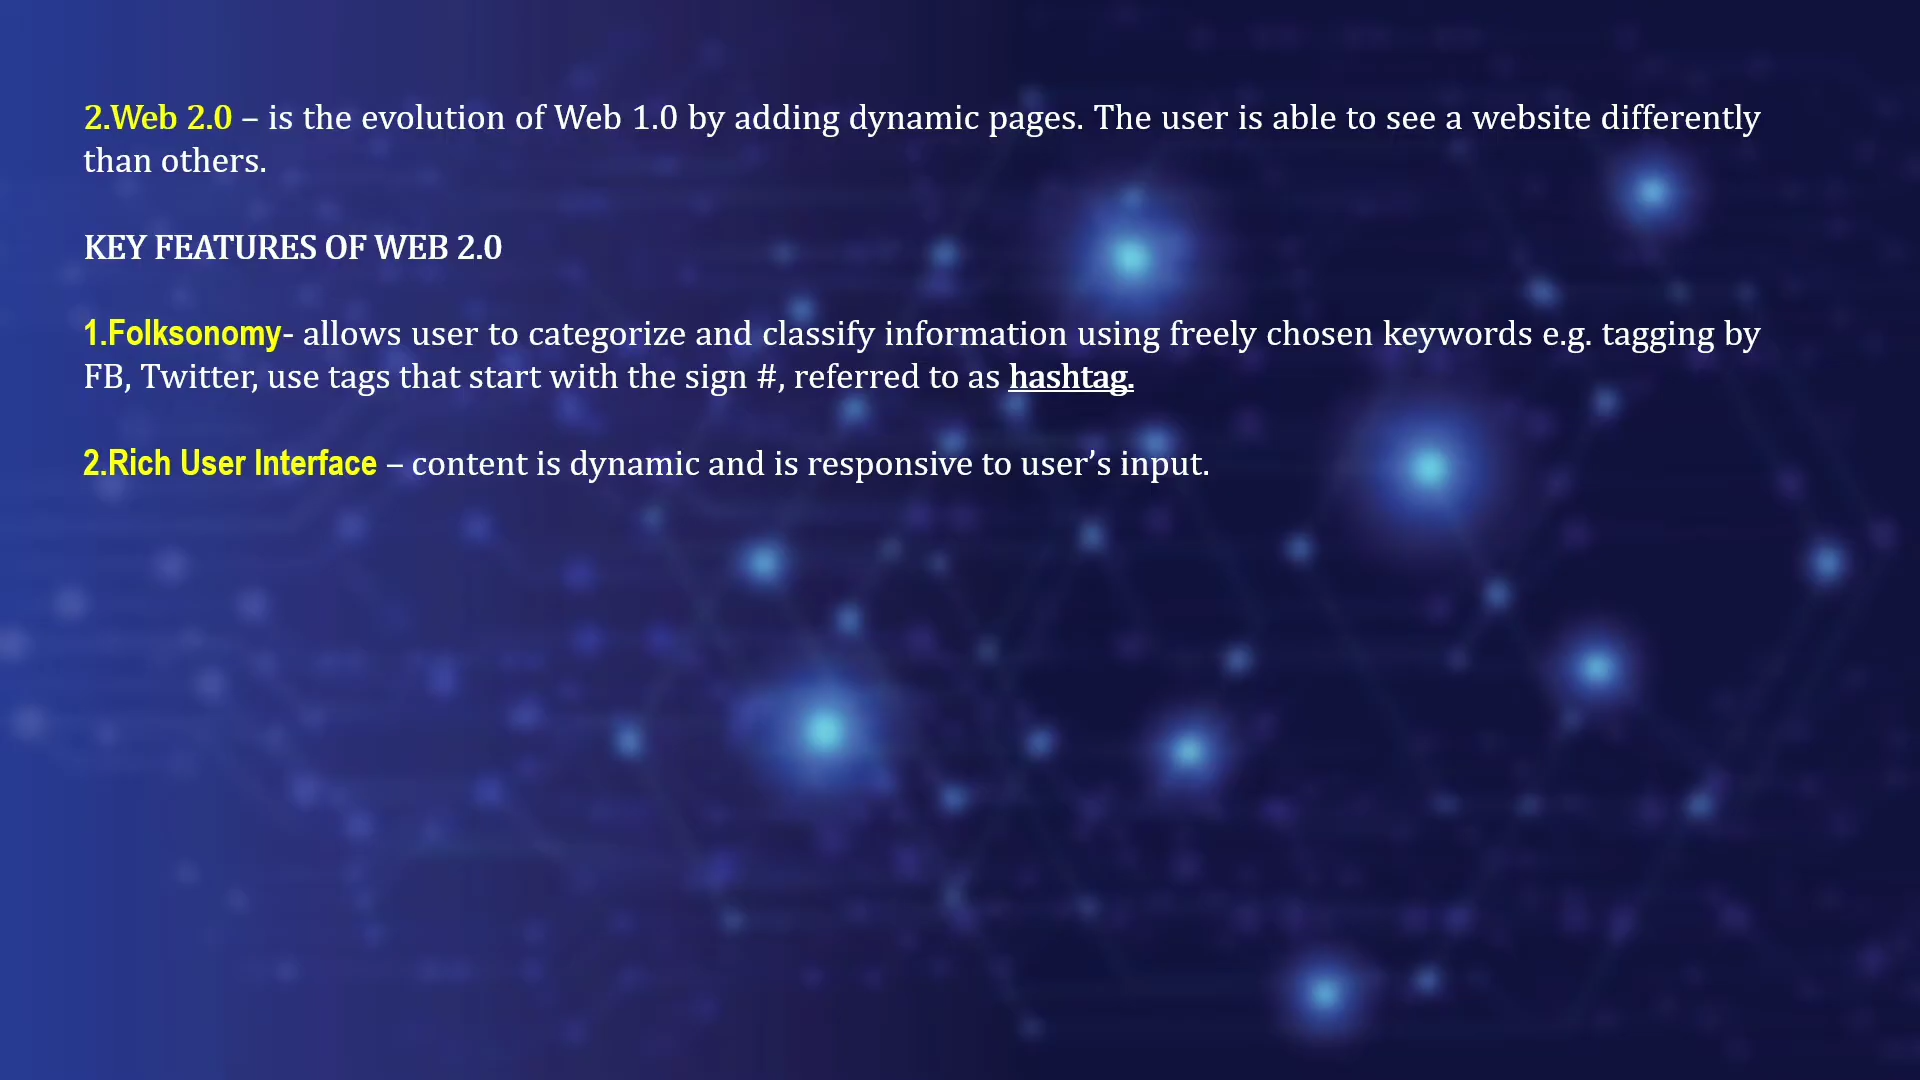 2.Web 2.0 – is the evolution of Web 1.0 by adding dynamic pages. The user is able to see a website differently
than others.
KEY FEATURES OF WEB 2.0
1.Folksonomy- allows user to categorize and classify information using freely chosen keywords e.g. tagging by
FB, Twitter, use tags that start with the sign #, referred to as hashtag.
2.Rich User Interface – content is dynamic and is responsive to user’s input.